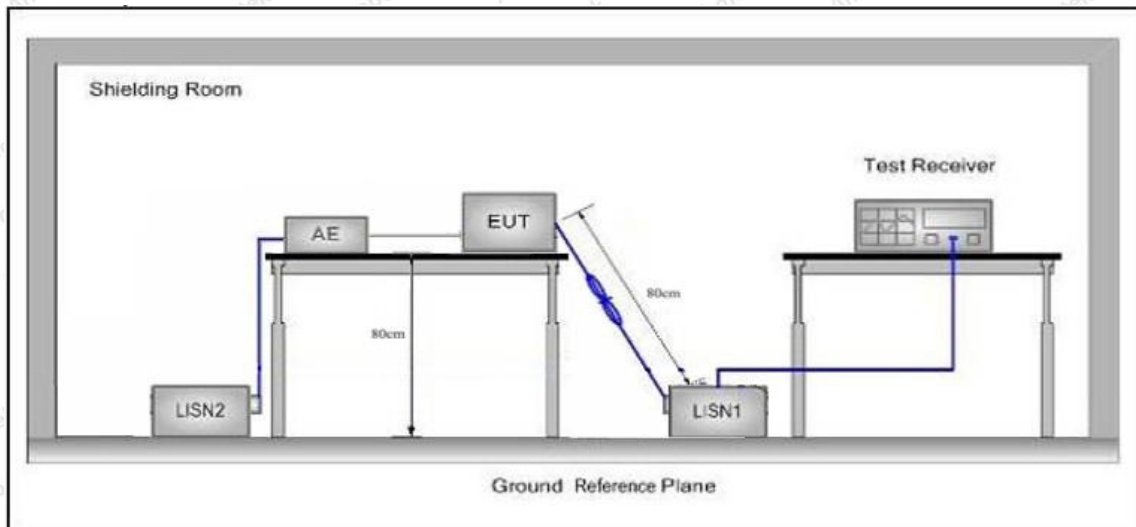 Shielding Room
Test Receiver
AE
EUT
80cm
80cm
LISN2
LISN1
Ground Reference Plane